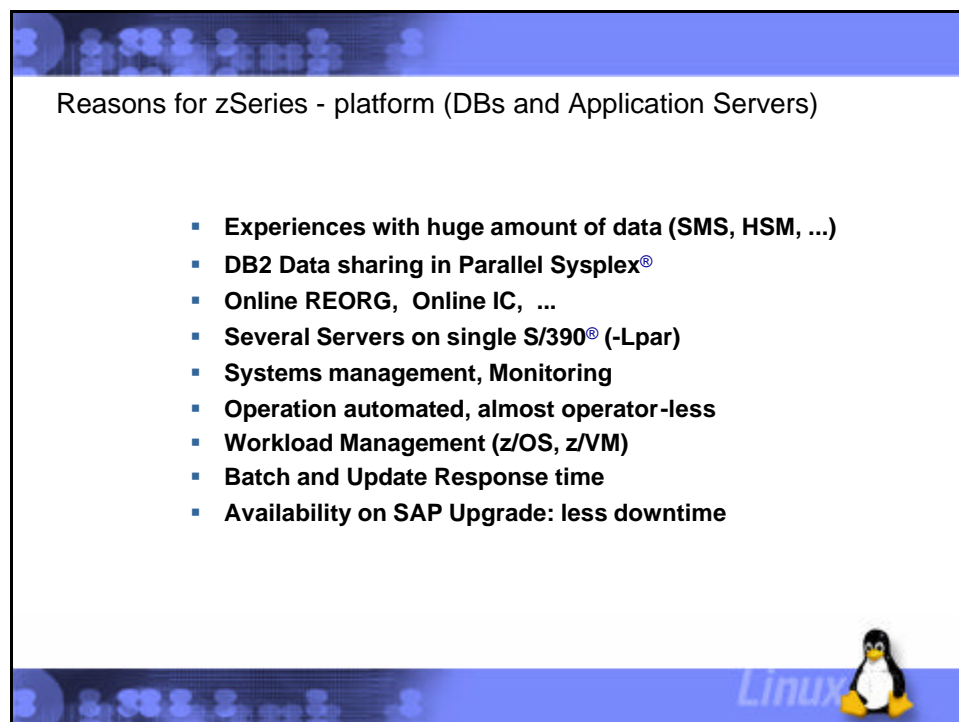 Reasons for zSeries - platform (DBs and Application Servers)
Experiences with huge amount of data (SMS, HSM, ...)
DB2 Data sharing in Parallel Sysplex®
Online REORG, Online IC, ...
Several Servers on single S/390® (-Lpar)
Systems management, Monitoring
Operation automated, almost operator-less
Workload Management (z/OS, z/VM)
Batch and Update Response time
Availability on SAP Upgrade: less downtime
Linux